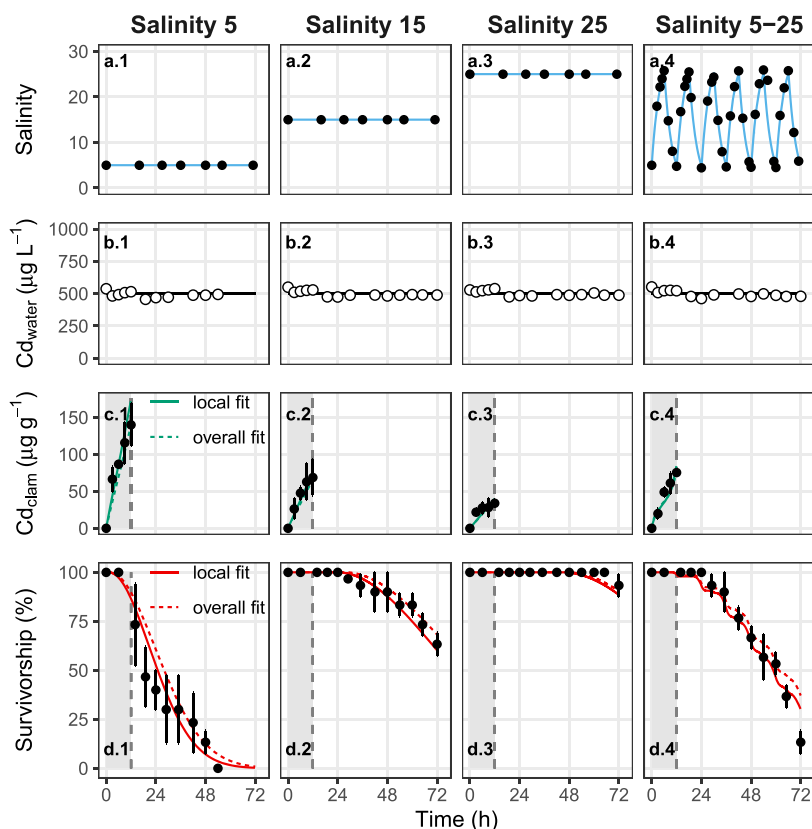 Salinity 5 Salinity 15 Salinity 25 Salinity 5−25
Salinity
30
20
10
0
a.1 a.2 a.3 a.4
Cd_water (µg L⁻¹)
1000
750
500
250
0
b.1 b.2 b.3 b.4
Cd_clam (µg g⁻¹)
150
100
50
0
c.1 c.2 c.3 c.4
local fit
overall fit
Survivorship (%)
100
75
50
25
0
local fit
overall fit
d.1 d.2 d.3 d.4
0 24 48 72 0 24 48 72 0 24 48 72 0 24 48 72
Time (h)